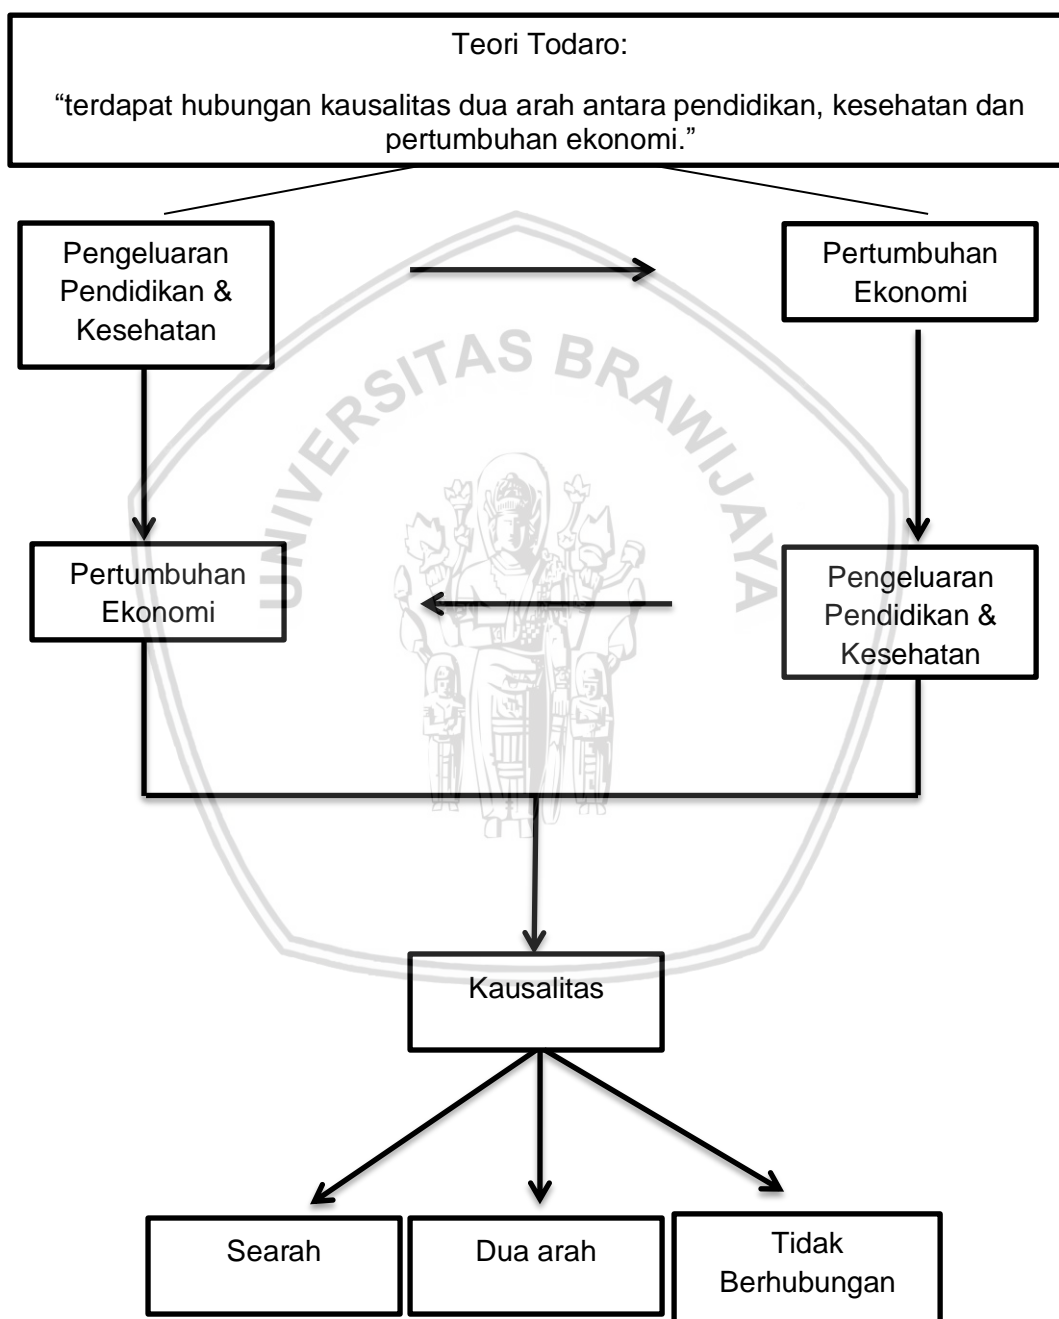 Teori Todaro:
“terdapat hubungan kausalitas dua arah antara pendidikan, kesehatan dan
pertumbuhan ekonomi.”
Pengeluaran
Pendidikan &
Kesehatan
Pertumbuhan
Ekonomi
UNIVERSITAS BRAWIJAYA
Pertumbuhan
Ekonomi
Pengeluaran
Pendidikan &
Kesehatan
Kausalitas
Searah
Dua arah
Tidak
Berhubungan